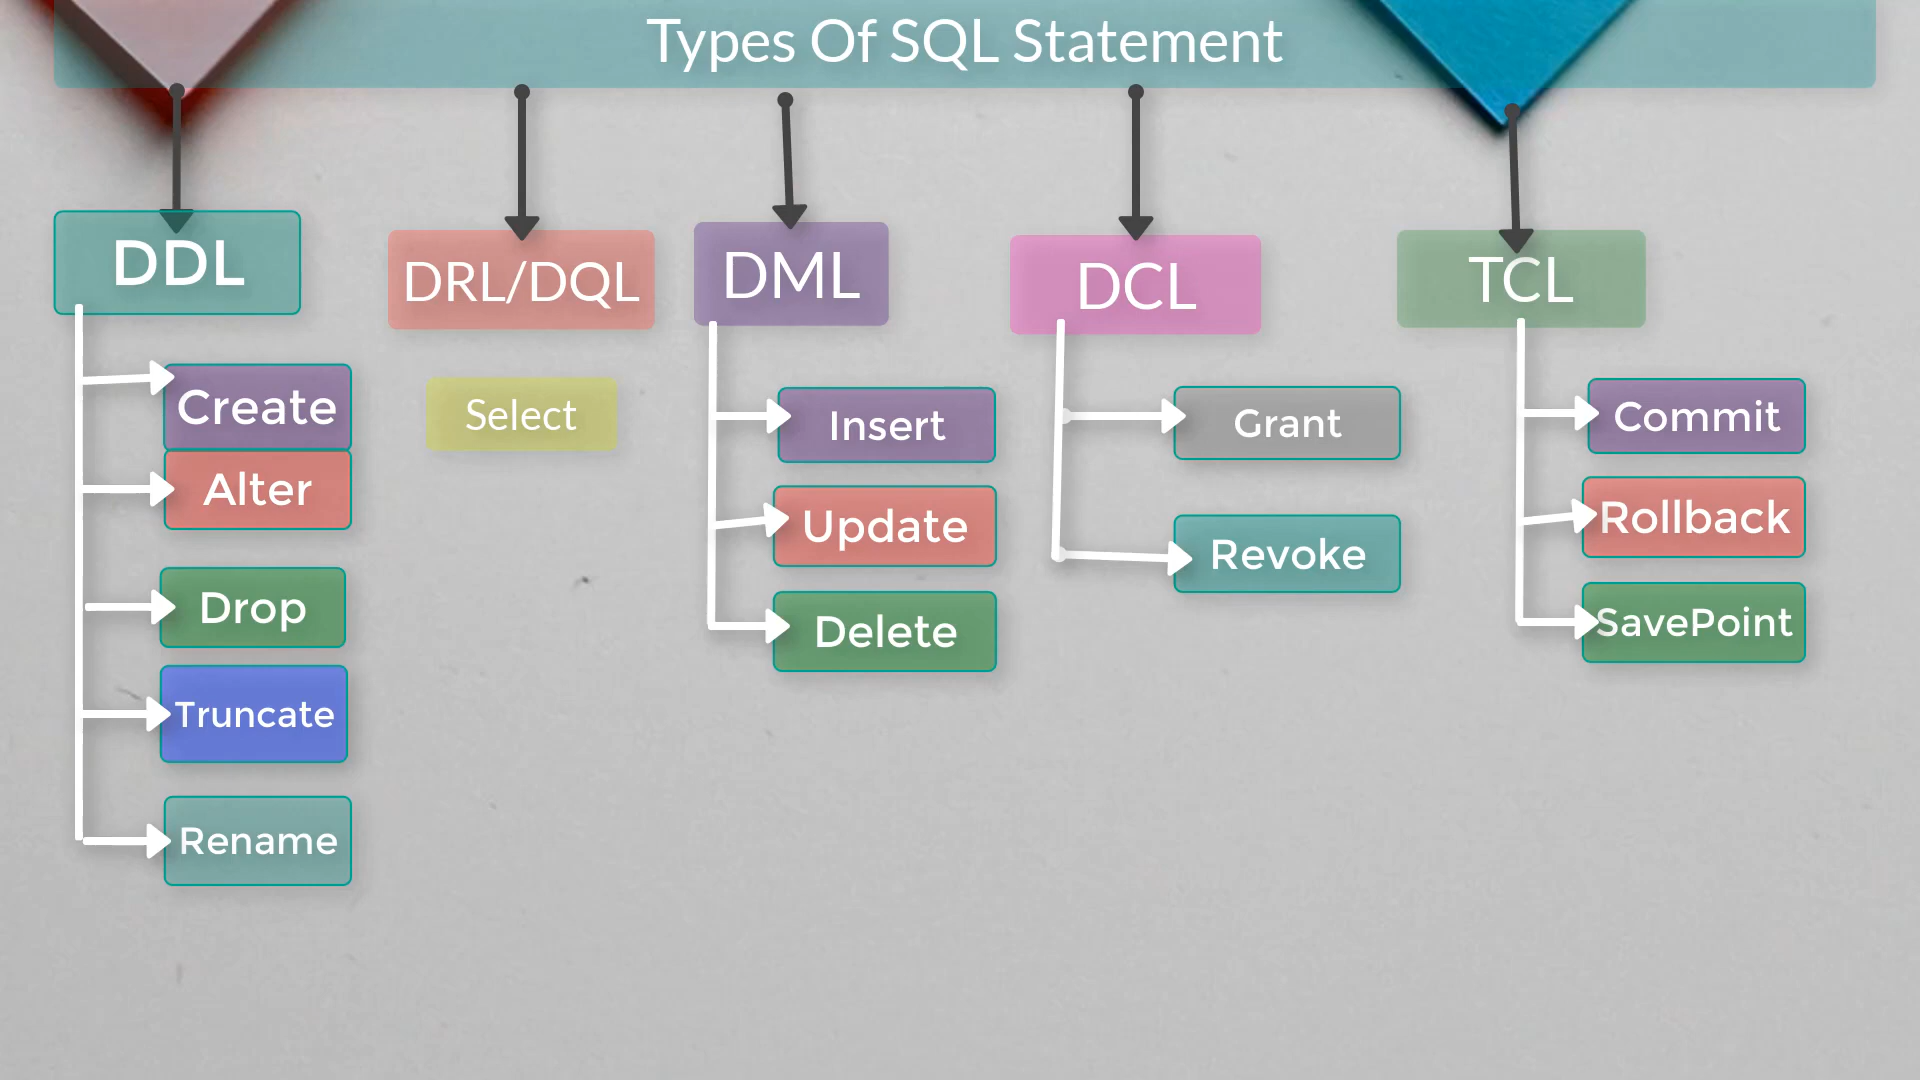 Types Of SQL Statement
DDL
Create
Alter
Drop
Truncate
Rename
DRL/DQL
Select
DML
Insert
Update
Delete
DCL
Grant
Revoke
TCL
Commit
Rollback
SavePoint